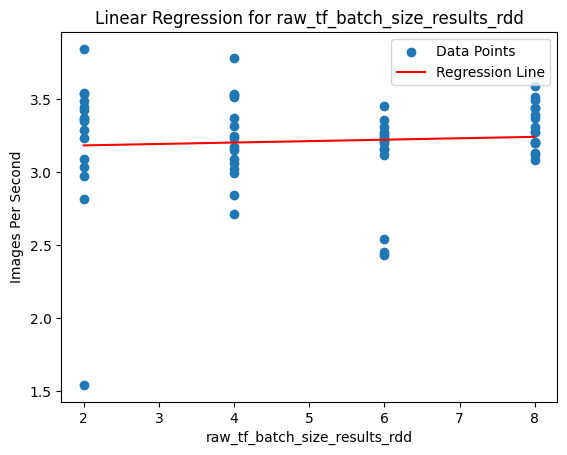 Linear Regression for raw_tf_batch_size_results_rdd
Data Points
Regression Line
Images Per Second
3.5
3.0
2.5
2.0
1.5
2 3 4 5 6 7 8
raw_tf_batch_size_results_rdd